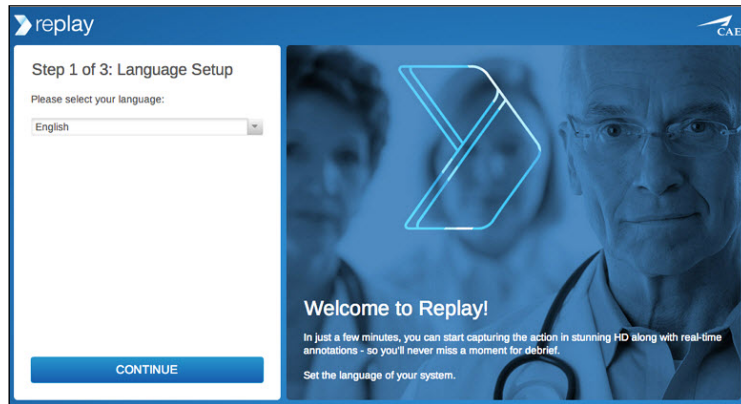 replay
CAE
Step 1 of 3: Language Setup
Please select your language:
English
CONTINUE
Welcome to Replay!
In just a few minutes, you can start capturing the action in stunning HD along with real-time
annotations - so you'll never miss a moment for debrief.
Set the language of your system.